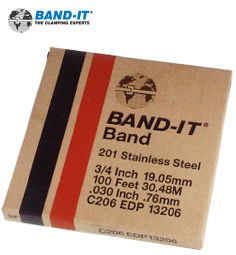 BAND-IT®
THE CLAMPING EXPERTS
BAND-IT®
Band
201 Stainless Steel
3/4 Inch 19.05mm
100 Feet 30.48M
.030 Inch .76mm
C206 EDP 13206
C206 EDP13206